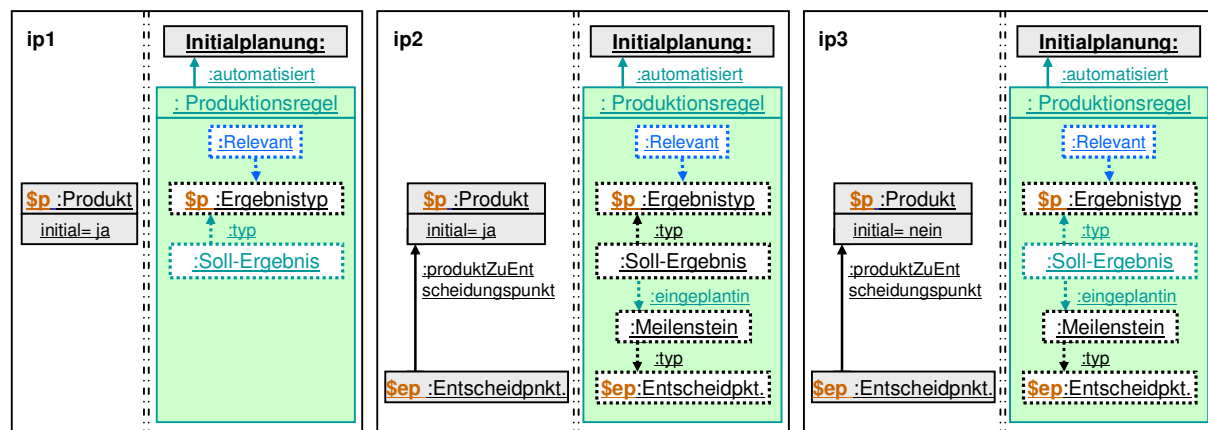 ip1
Initialplanung:
:automatisiert
: Produktionsregel
:Relevant
$p :Produkt
initial= ja
$p :Ergebnistyp
:typ
:Soll-Ergebnis
ip2
Initialplanung:
:automatisiert
: Produktionsregel
:Relevant
$p :Produkt
initial= ja
:produktZuEnt
scheidungspunkt
$ep :Entscheidpnkt.
$p :Ergebnistyp
:typ
:Soll-Ergebnis
:eingeplantin
:Meilenstein
:typ
$ep:Entscheidpkt.
ip3
Initialplanung:
:automatisiert
: Produktionsregel
:Relevant
$p :Produkt
initial= nein
:produktZuEnt
scheidungspunkt
$ep :Entscheidpnkt.
$p :Ergebnistyp
:typ
:Soll-Ergebnis
:eingeplantin
:Meilenstein
:typ
$ep:Entscheidpkt.